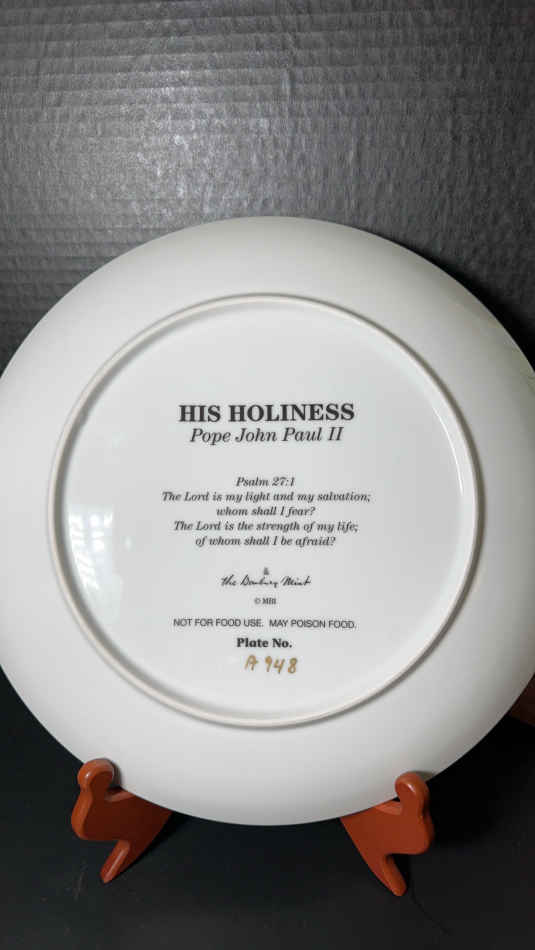 HIS HOLINESS
Pope John Paul II
Psalm 27:1
The Lord is my light and my salvation;
whom shall I fear?
The Lord is the strength of my life;
of whom shall I be afraid?
&
the Danbury Mint
© MBI
NOT FOR FOOD USE. MAY POISON FOOD.
Plate No.
A 948